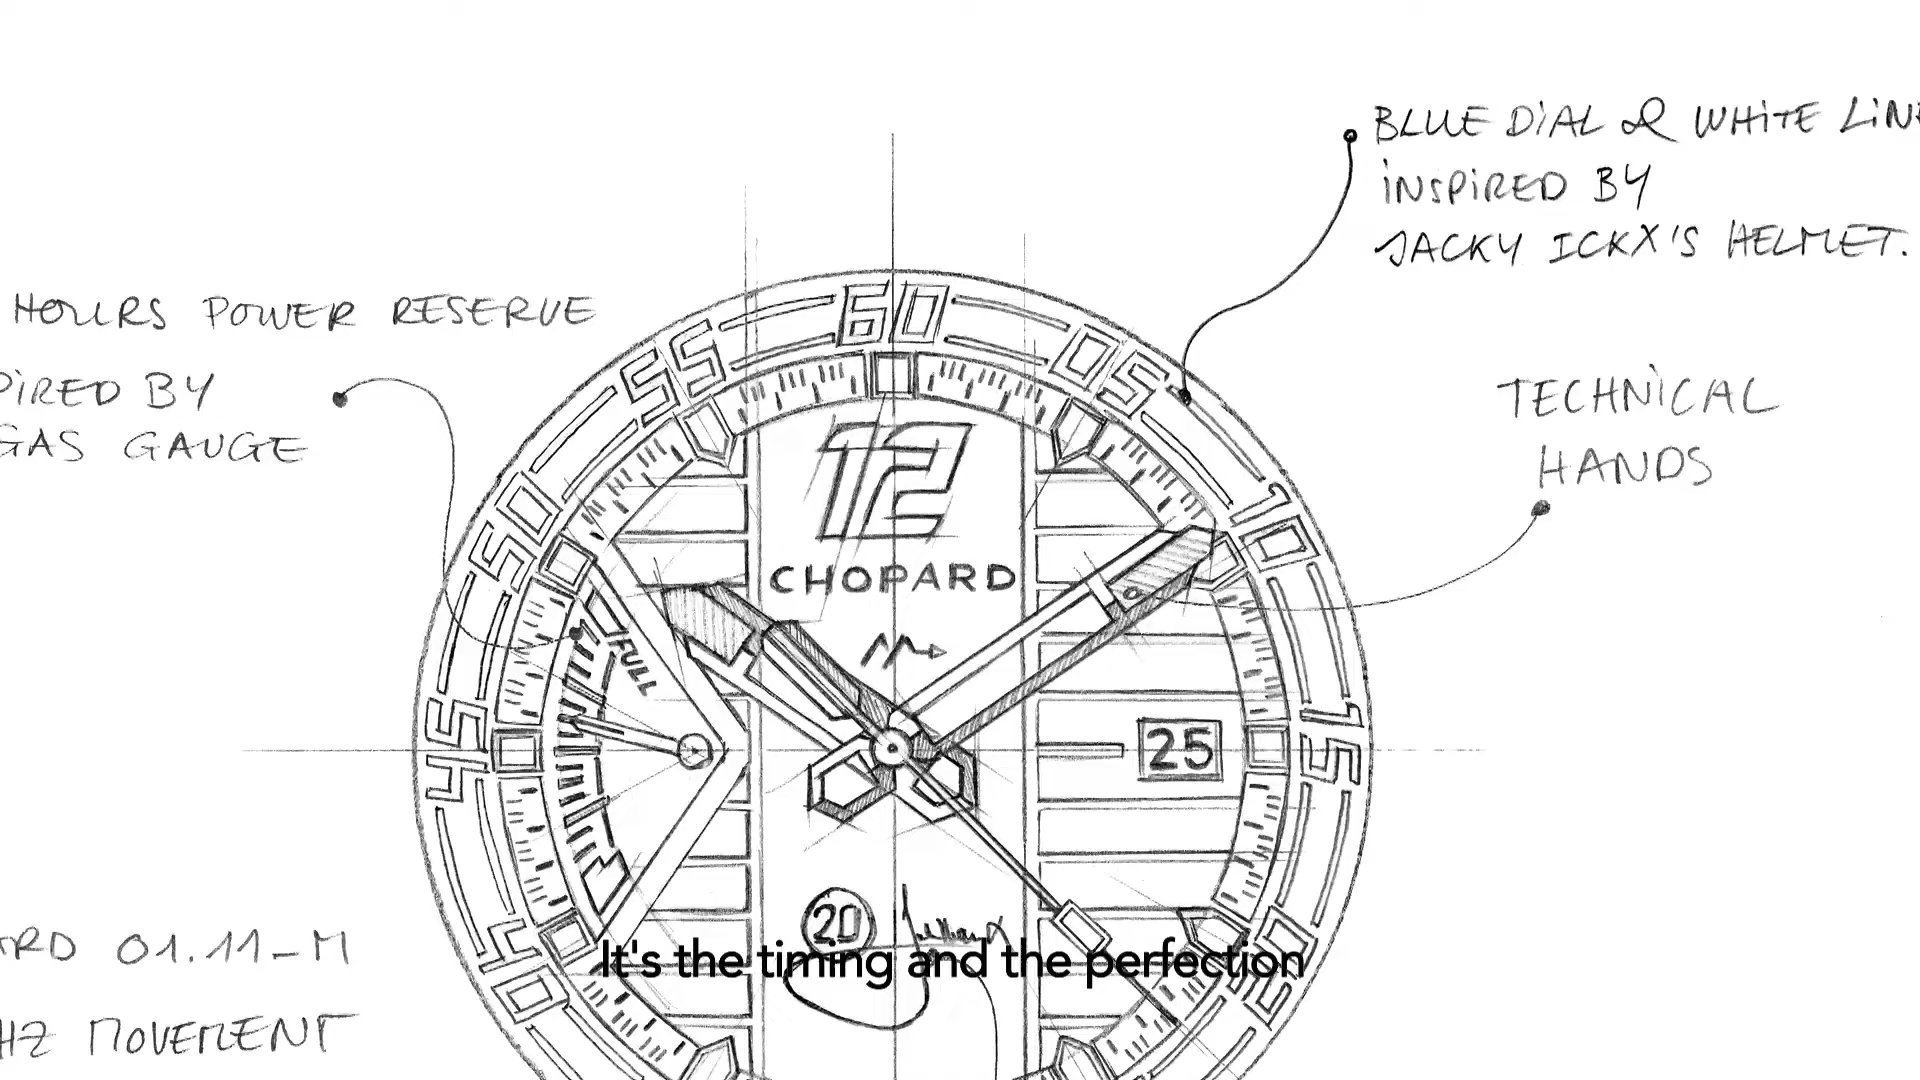 BLUE DIAL & WHITE LINE
INSPIRED BY
JACKY ICKX'S HELMET.
HOURS POWER RESERVE
PIRED BY
GAS GAUGE
TECHNICAL
HANDS
60
05
10
15
40
45
50
55
12
CHOPARD
FULL
25
20
ARD 01.11-M
HZ MOVEMENT
It's the timing and the perfection